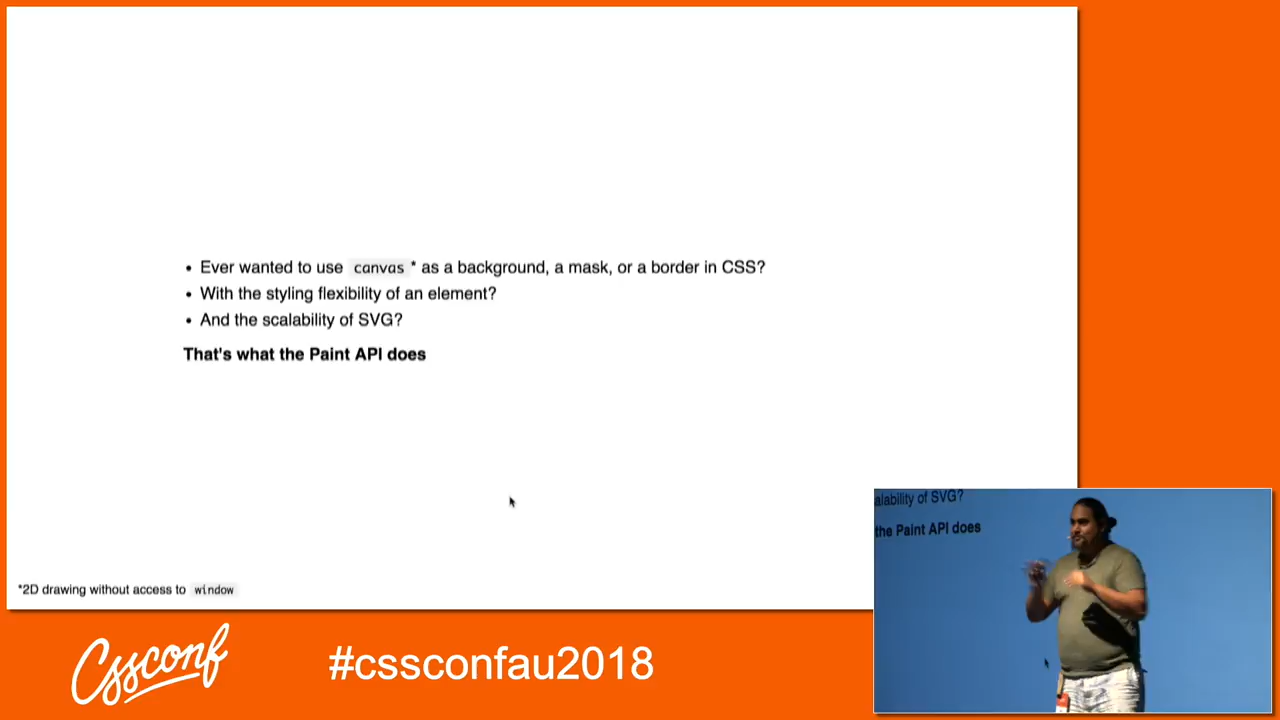 • Ever wanted to use canvas * as a background, a mask, or a border in CSS?
• With the styling flexibility of an element?
• And the scalability of SVG?
That's what the Paint API does
*2D drawing without access to window
alability of SVG?
the Paint API does
Cssconf
#cssconfau2018